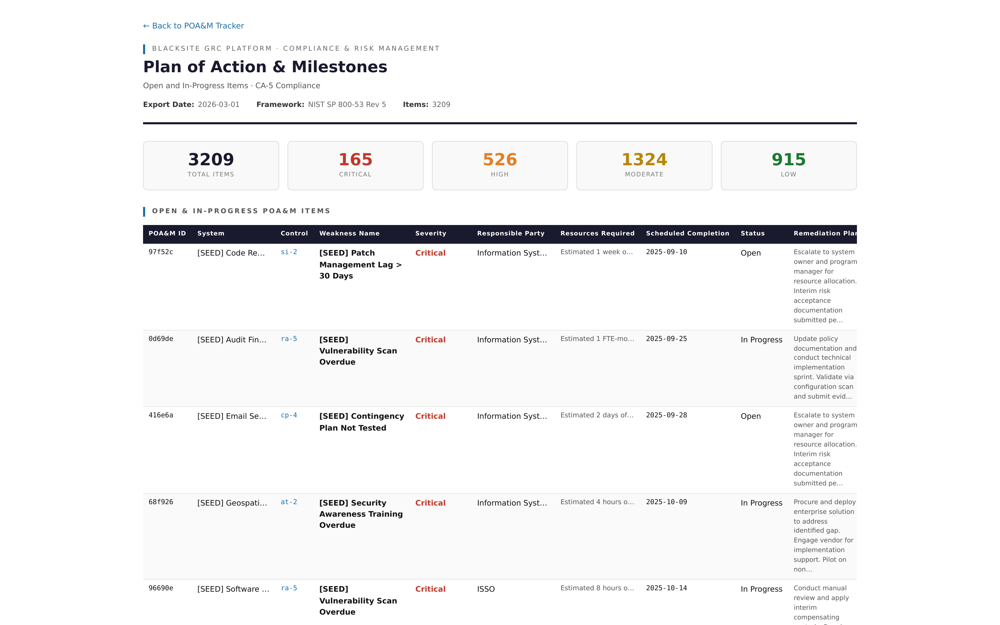 ← Back to POA&M Tracker
BLACKSITE GRC PLATFORM · COMPLIANCE & RISK MANAGEMENT
Plan of Action & Milestones
Open and In-Progress Items · CA-5 Compliance
Export Date: 2026-03-01 Framework: NIST SP 800-53 Rev 5 Items: 3209
3209
TOTAL ITEMS
165
CRITICAL
526
HIGH
1324
MODERATE
915
LOW
OPEN & IN-PROGRESS POA&M ITEMS
POA&M ID System Control Weakness Name Severity Responsible Party Resources Required Scheduled Completion Status Remediation Plan
97f52c
[SEED] Code Re...
si-2
[SEED] Patch
Management Lag >
30 Days
Critical
Information Syst...
Estimated 1 week o...
2025-09-10
Open
Escalate to system
owner and program
manager for
resource allocation.
Interim risk
acceptance
documentation
submitted pe...
0d69de
[SEED] Audit Fin...
ra-5
[SEED]
Vulnerability Scan
Overdue
Critical
Information Syst...
Estimated 1 FTE-mo...
2025-09-25
In Progress
Update policy
documentation and
conduct technical
implementation
sprint. Validate via
configuration scan
and submit evid...
416e6a
[SEED] Email Se...
cp-4
[SEED] Contingency
Plan Not Tested
Critical
Information Syst...
Estimated 2 days of...
2025-09-28
Open
Escalate to system
owner and program
manager for
resource allocation.
Interim risk
acceptance
documentation
submitted pe...
68f926
[SEED] Geospati...
at-2
[SEED] Security
Awareness Training
Overdue
Critical
Information Syst...
Estimated 4 hours o...
2025-10-09
In Progress
Procure and deploy
enterprise solution
to address
identified gap.
Engage vendor for
implementation
support. Pilot on
non...
96690e
[SEED] Software ...
ra-5
[SEED]
Vulnerability Scan
Overdue
Critical
ISSO
Estimated 8 hours o...
2025-10-14
In Progress
Conduct manual
review and apply
interim
compensating